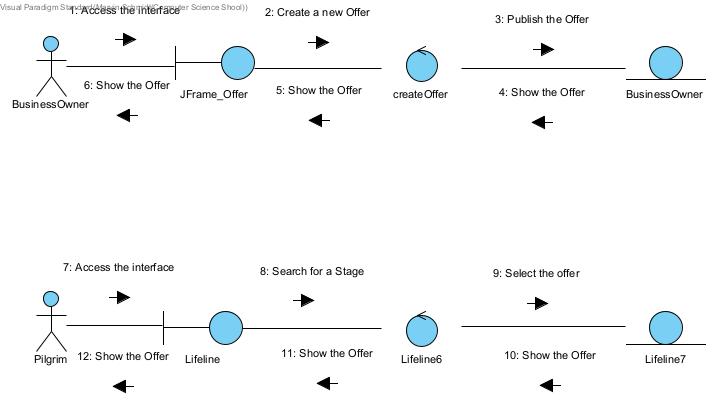 Visual Paradigm Standard(Marvin Schmidt(Computer Science Shool))
1: Access the interface
2: Create a new Offer
3: Publish the Offer
6: Show the Offer
5: Show the Offer
4: Show the Offer
BusinessOwner
JFrame_Offer
createOffer
BusinessOwner
7: Access the interface
8: Search for a Stage
9: Select the offer
12: Show the Offer
11: Show the Offer
10: Show the Offer
Pilgrim
Lifeline
Lifeline6
Lifeline7